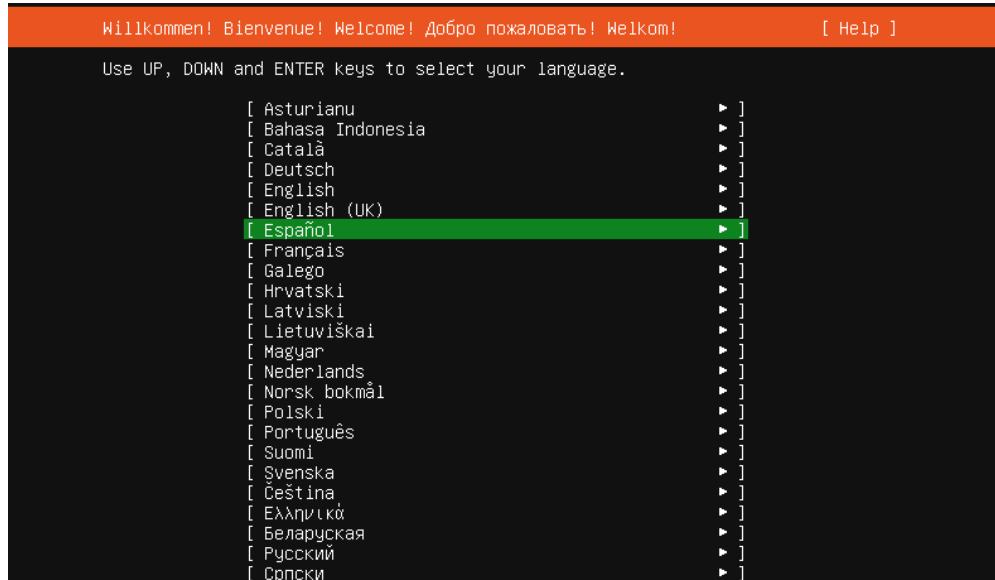 Willkommen! Bienvenue! Welcome! Добро пожаловать! Welkom! [ Help ]
Use UP, DOWN and ENTER keys to select your language.
[ Asturianu ► ]
[ Bahasa Indonesia ► ]
[ Català ► ]
[ Deutsch ► ]
[ English ► ]
[ English (UK) ► ]
[ Español ► ]
[ Français ► ]
[ Galego ► ]
[ Hrvatski ► ]
[ Latviski ► ]
[ Lietuviškai ► ]
[ Magyar ► ]
[ Nederlands ► ]
[ Norsk bokmål ► ]
[ Polski ► ]
[ Português ► ]
[ Suomi ► ]
[ Svenska ► ]
[ Čeština ► ]
[ Ελληνικά ► ]
[ Беларуская ► ]
[ Русский ► ]
[ Српски ► ]